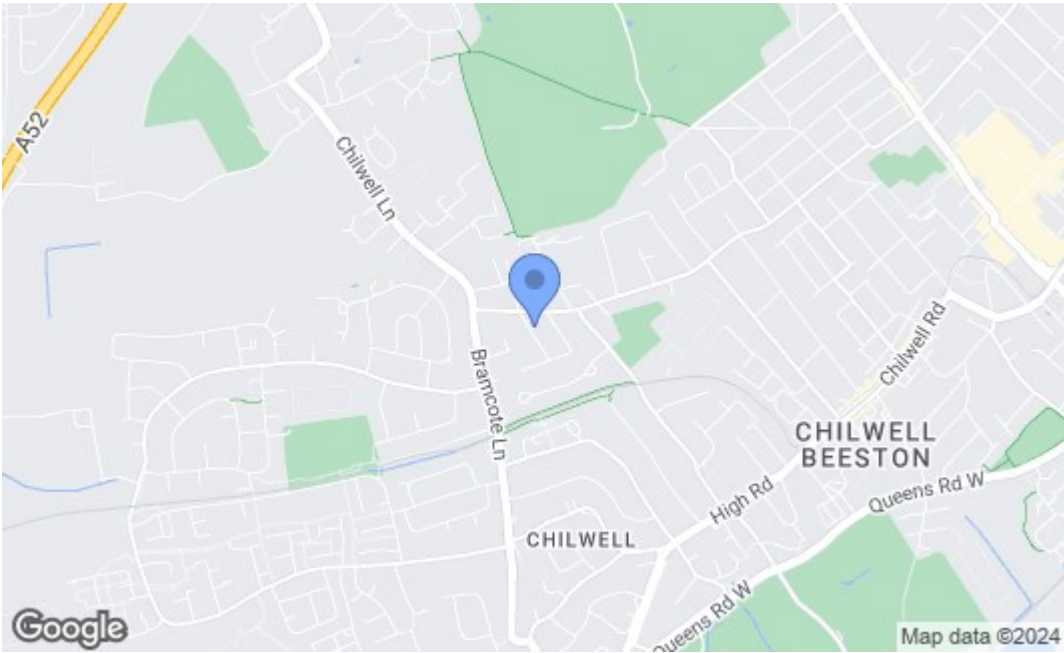 A52
Chilwell Ln
Bramcote Ln
Chilwell Rd
CHILWELL
BEESTON
High Rd
Queens Rd W
CHILWELL
Queens Rd W
Google
Map data ©2024